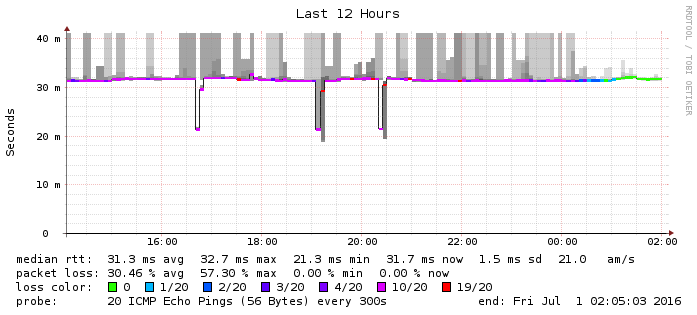 Last 12 Hours
RRDTOOL / TOBI OETIKER
Seconds
40 m
30 m
20 m
10 m
0
16:00 18:00 20:00 22:00 00:00 02:00
median rtt: 31.3 ms avg 32.7 ms max 21.3 ms min 31.7 ms now 1.5 ms sd 21.0 am/s
packet loss: 30.46 % avg 57.30 % max 0.00 % min 0.00 % now
loss color: 0 1/20 2/20 3/20 4/20 10/20 19/20
probe: 20 ICMP Echo Pings (56 Bytes) every 300s end: Fri Jul 1 02:05:03 2016